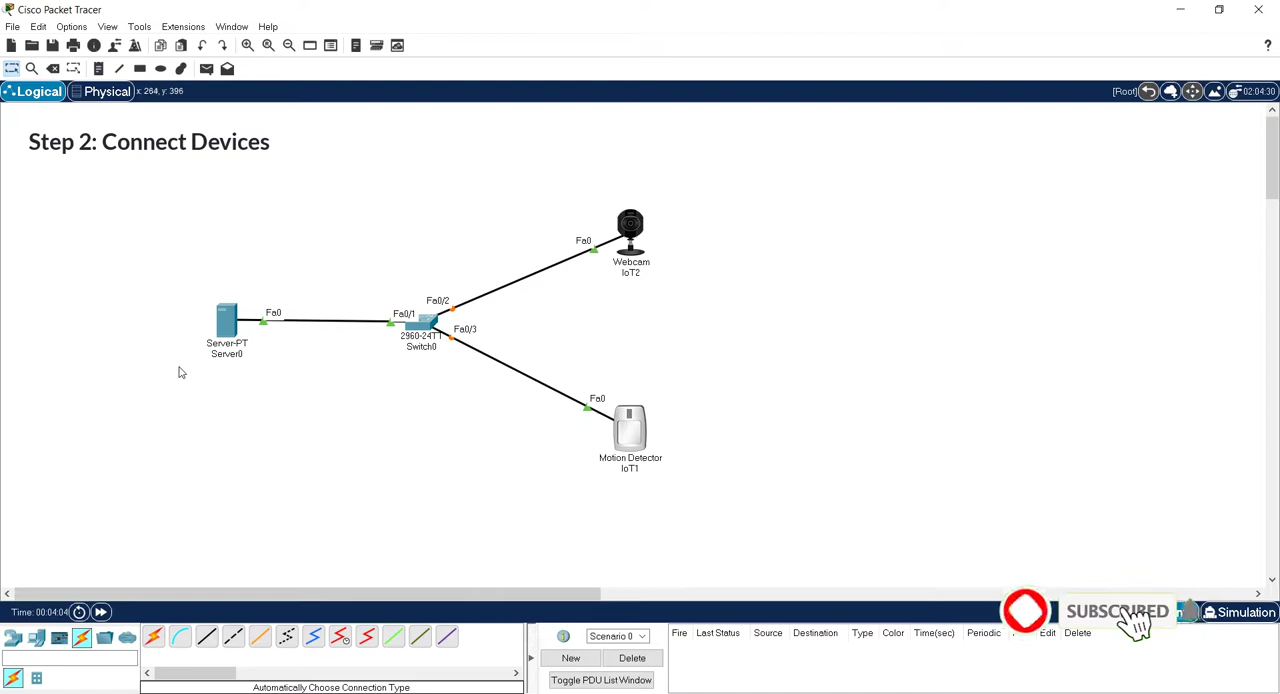 Cisco Packet Tracer
File Edit Options View Tools Extensions Window Help
?
Logical Physical x: 264, y: 396 [Root] 02:04:30
Step 2: Connect Devices
Fa0
Webcam
IoT2
Fa0/2
Fa0
Fa0/1
Fa0/3
2960-24TT
Switch0
Server-PT
Server0
Fa0
Motion Detector
IoT1
Time: 00:04:04 SUBSCRIBED Simulation
Scenario 0 Fire Last Status Source Destination Type Color Time(sec) Periodic Edit Delete
New Delete
Toggle PDU List Window
Automatically Choose Connection Type